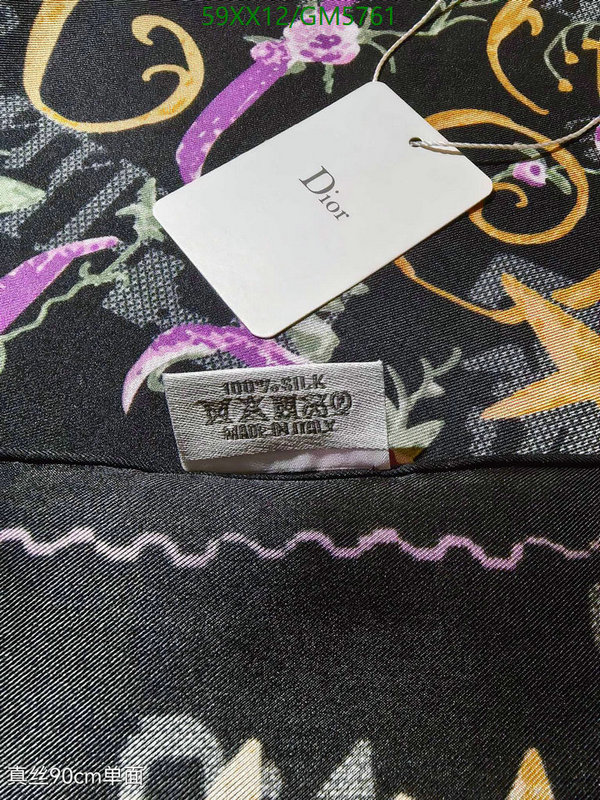 59XX12/GM5761
Dior
100% SILK
MADE IN ITALY
真丝90cm单面